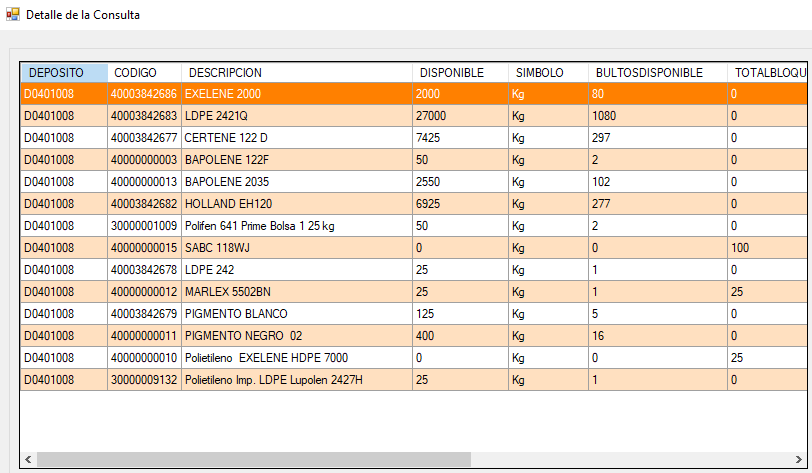 Detalle de la Consulta
DEPOSITO CODIGO DESCRIPCION DISPONIBLE SIMBOLO BULTOSDISPONIBLE TOTALBLOQU
D0401008 40003842686 EXELENE 2000 2000 Kg 80 0
D0401008 40003842683 LDPE 2421Q 27000 Kg 1080 0
D0401008 40003842677 CERTENE 122 D 7425 Kg 297 0
D0401008 40000000003 BAPOLENE 122F 50 Kg 2 0
D0401008 40000000013 BAPOLENE 2035 2550 Kg 102 0
D0401008 40003842682 HOLLAND EH120 6925 Kg 277 0
D0401008 30000001009 Polifen 641 Prime Bolsa 1 25 kg 50 Kg 2 0
D0401008 40000000015 SABC 118WJ 0 Kg 0 100
D0401008 40003842678 LDPE 242 25 Kg 1 0
D0401008 40000000012 MARLEX 5502BN 25 Kg 1 25
D0401008 40003842679 PIGMENTO BLANCO 125 Kg 5 0
D0401008 40000000011 PIGMENTO NEGRO  02 400 Kg 16 0
D0401008 40000000010 Polietileno  EXELENE HDPE 7000 0 Kg 0 25
D0401008 30000009132 Polietileno Imp. LDPE Lupolen 2427H 25 Kg 1 0